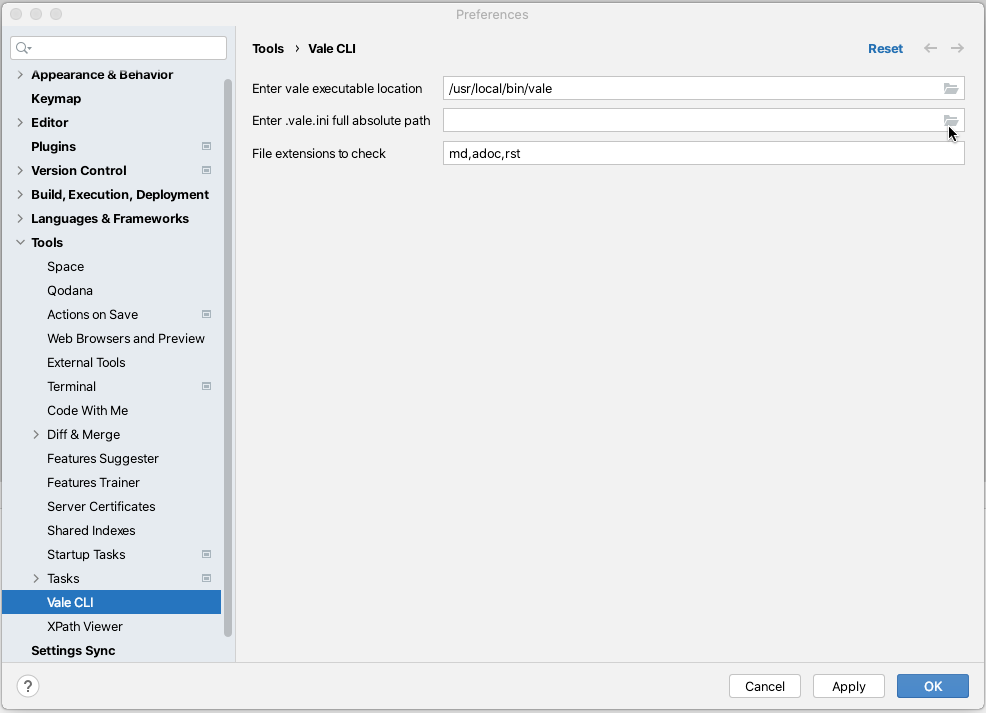 Preferences
Appearance & Behavior
Keymap
Editor
Plugins
Version Control
Build, Execution, Deployment
Languages & Frameworks
Tools
Space
Qodana
Actions on Save
Web Browsers and Preview
External Tools
Terminal
Code With Me
Diff & Merge
Features Suggester
Features Trainer
Server Certificates
Shared Indexes
Startup Tasks
Tasks
Vale CLI
XPath Viewer
Settings Sync
Tools › Vale CLI
Reset
Enter vale executable location
/usr/local/bin/vale
Enter .vale.ini full absolute path
File extensions to check
md,adoc,rst
?
Cancel
Apply
OK